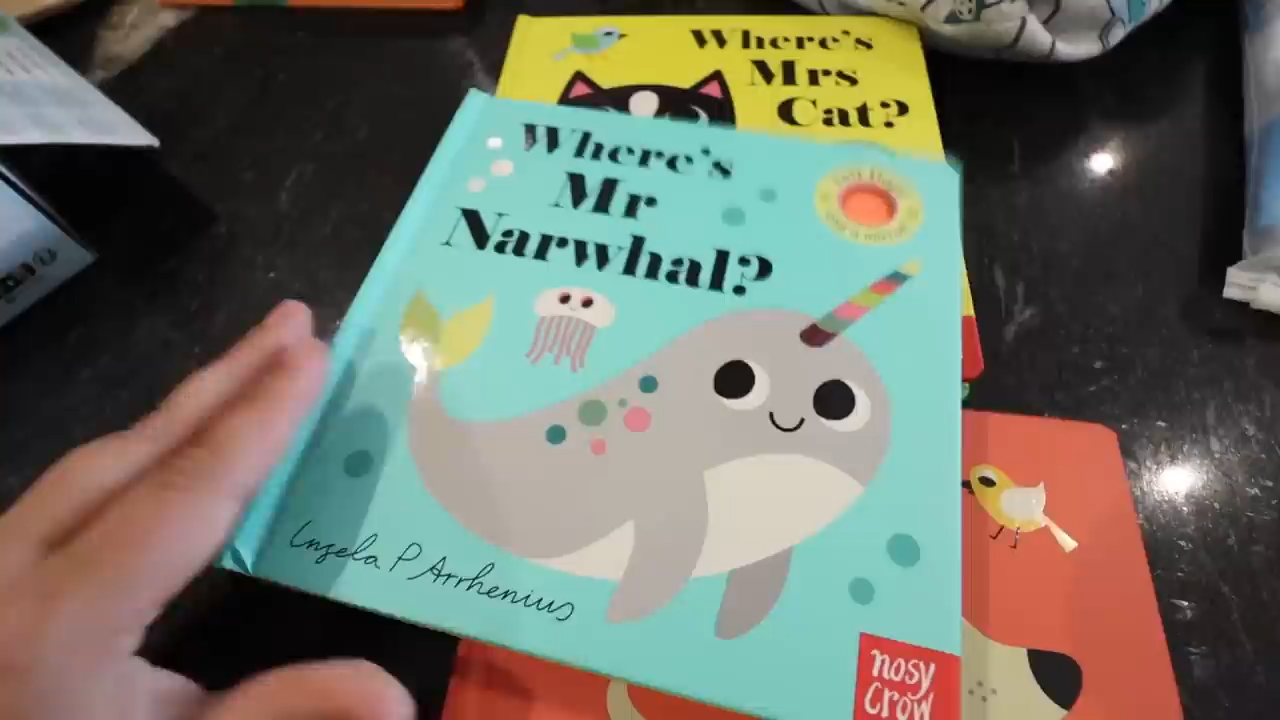 Where's
Mrs
Cat?
Where's
Mr
Narwhal?
Ingela P Arrhenius
nosy
crow